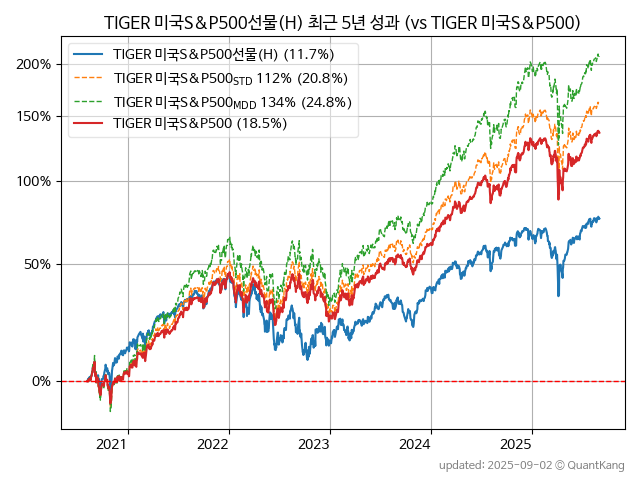 TIGER 미국S&P500선물(H) 최근 5년 성과 (vs TIGER 미국S&P500)
TIGER 미국S&P500선물(H) (11.7%)
TIGER 미국S&P500STD 112% (20.8%)
TIGER 미국S&P500MDD 134% (24.8%)
TIGER 미국S&P500 (18.5%)
200%
150%
100%
50%
0%
2021 2022 2023 2024 2025
updated: 2025-09-02 © QuantKang